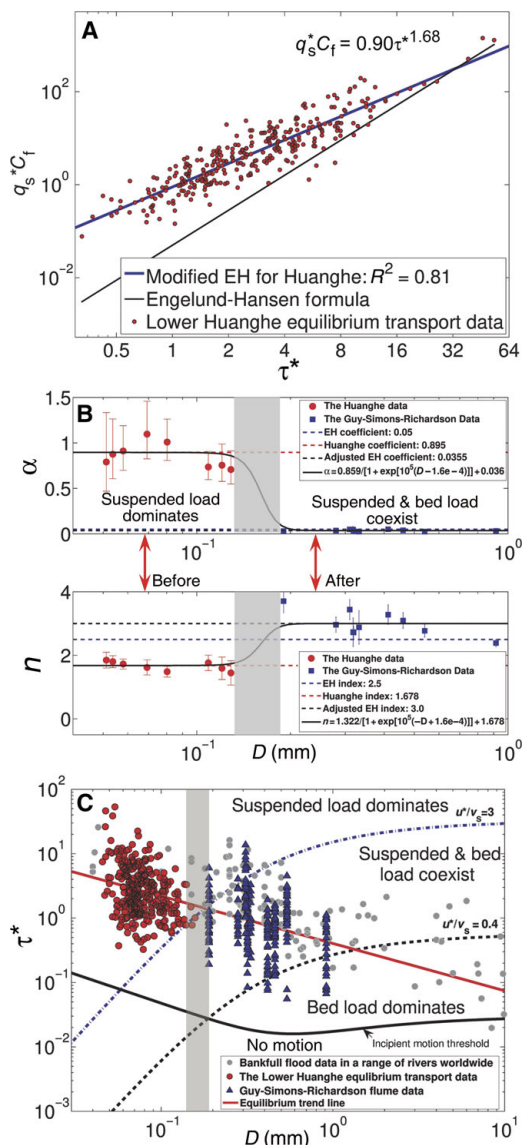 A
q*sCf = 0.90τ*1.68
q*sCf
10²
10⁰
10⁻²
Modified EH for Huanghe: R² = 0.81
Engelund-Hansen formula
Lower Huanghe equilibrium transport data
0.5 1 2 4 8 16 32 64
τ*
B
1.5
1
0.5
0
α
The Huanghe data
The Guy-Simons-Richardson Data
EH coefficient: 0.05
Huanghe coefficient: 0.895
Adjusted EH coefficient: 0.0355
α=0.859/[1+exp[10⁵(D−1.6e−4)]]+0.036
Suspended load
dominates
Suspended & bed load
coexist
10⁻¹ 10⁰
Before After
4
2
0
n
The Huanghe data
The Guy-Simons-Richardson Data
EH index: 2.5
Huanghe index: 1.678
Adjusted EH index: 3.0
n=1.322/[1+exp[10⁵(−D+1.6e−4)]]+1.678
10⁻¹ D (mm) 10⁰
C
10²
10¹
10⁰
10⁻¹
10⁻²
10⁻³
τ*
Suspended load dominates
u*/vs=3
Suspended & bed
load coexist
u*/vs= 0.4
Bed load dominates
No motion
Incipient motion
threshold
Bankfull flood data in a range of rivers worldwide
The Lower Huanghe equlibrium transport data
Guy-Simons-Richardson flume data
Equilibrium trend line
10⁻¹ 10⁰ 10¹
D (mm)